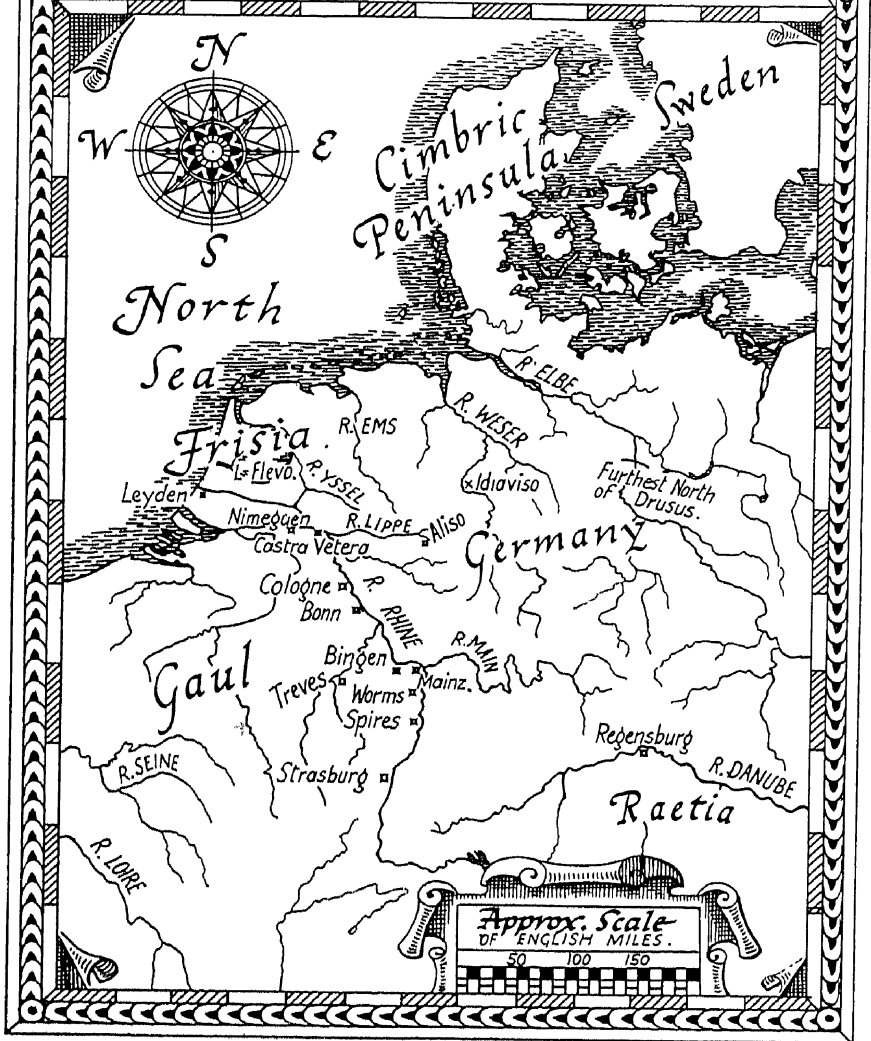 N
W
E
S
Sweden
Cimbric
Peninsula
North
Sea
R. ELBE
R. WESER
R. EMS
Frisia
L. Flevo.
R. YSSEL
Idiaviso
Furthest North
of Drusus.
Leyden
Nimeguen
R. LIPPE
Aliso
Castra Vetera
Germany
Cologne
Bonn
R. RHINE
R. MAIN
Bingen
Mainz.
Gaul
Treves
Worms
Spires
Regensburg
R. SEINE
Strasburg
R. DANUBE
Raetia
R. LOIRE
Approx. Scale
OF ENGLISH MILES.
50 100 150